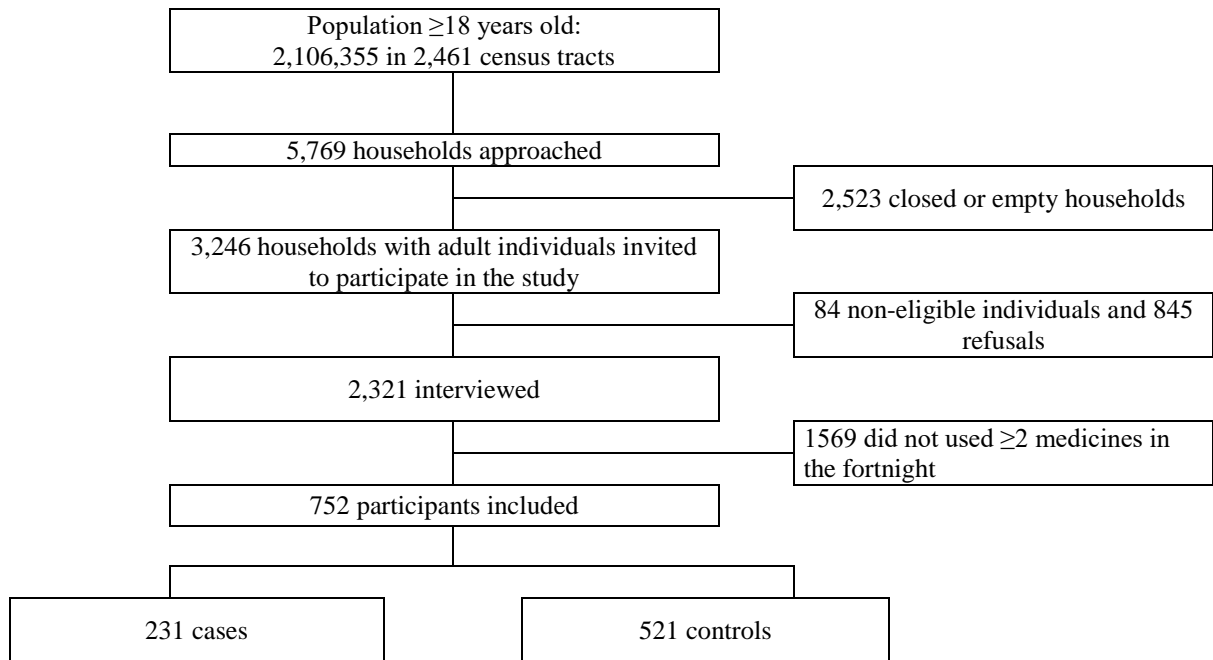 Population ≥18 years old:
2,106,355 in 2,461 census tracts
5,769 households approached
2,523 closed or empty households
3,246 households with adult individuals invited
to participate in the study
84 non-eligible individuals and 845
refusals
2,321 interviewed
1569 did not used ≥2 medicines in
the fortnight
752 participants included
231 cases
521 controls